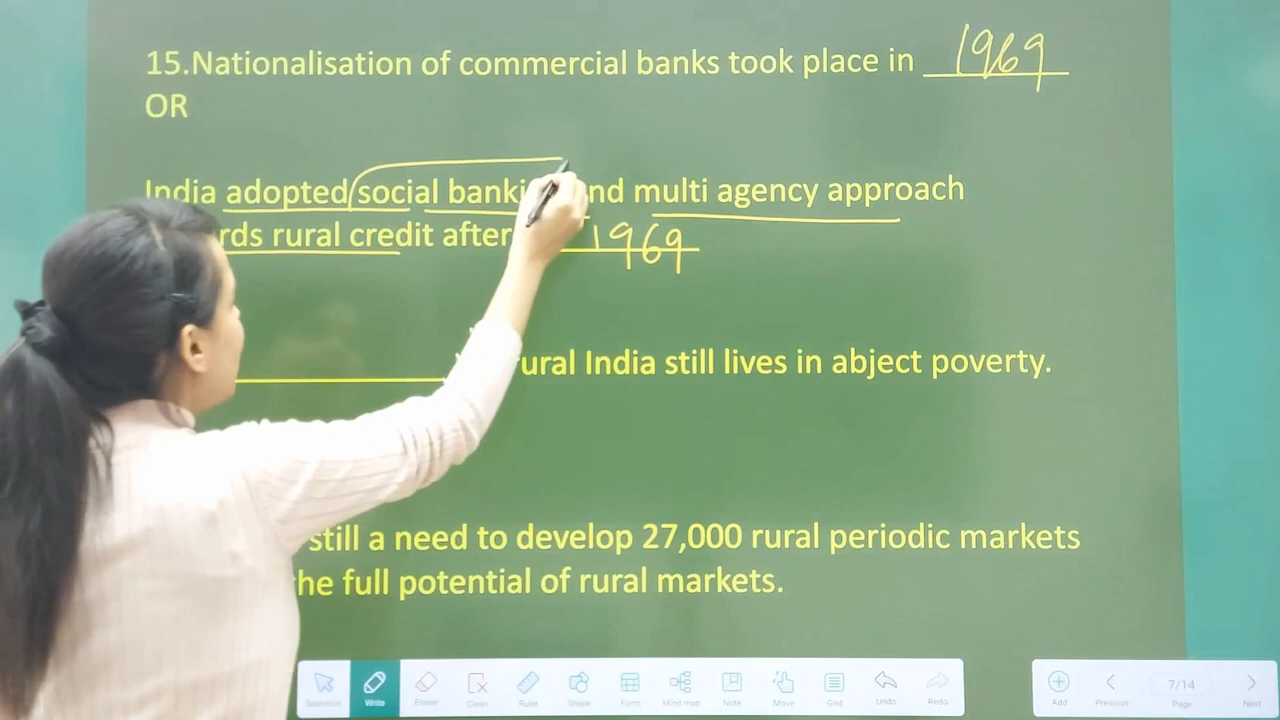 15.Nationalisation of commercial banks took place in 1969
OR
India adopted social banki nd multi agency approach
rds rural credit after 1969
rural India still lives in abject poverty.
still a need to develop 27,000 rural periodic markets
the full potential of rural markets.
Selection Write Eraser Clean Ruler Shape Form Mind map Note Move Grid Undo Redo
Add Previous 7/14 Page Next